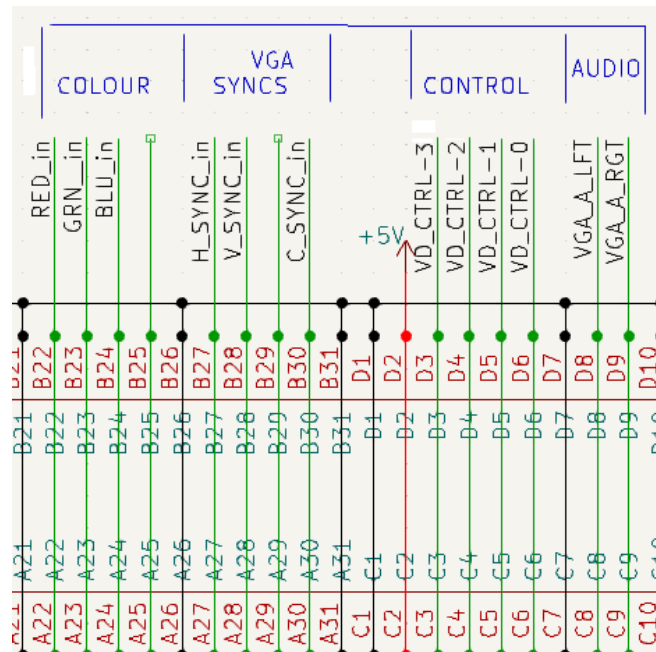 VGA
COLOUR SYNCS CONTROL AUDIO
RED_in GRN__in BLU_in H_SYNC_in V_SYNC_in C_SYNC_in +5V VD_CTRL-3 VD_CTRL-2 VD_CTRL-1 VD_CTRL-0 VGA_A_LFT VGA_A_RGT
B21 B22 B23 B24 B25 B26 B27 B28 B29 B30 B31 D1 D2 D3 D4 D5 D6 D7 D8 D9 D10
B21 B22 B23 B24 B25 B26 B27 B28 B29 B30 B31 D1 D2 D3 D4 D5 D6 D7 D8 D9 D10
A21 A22 A23 A24 A25 A26 A27 A28 A29 A30 A31 C1 C2 C3 C4 C5 C6 C7 C8 C9 C10
A21 A22 A23 A24 A25 A26 A27 A28 A29 A30 A31 C1 C2 C3 C4 C5 C6 C7 C8 C9 C10